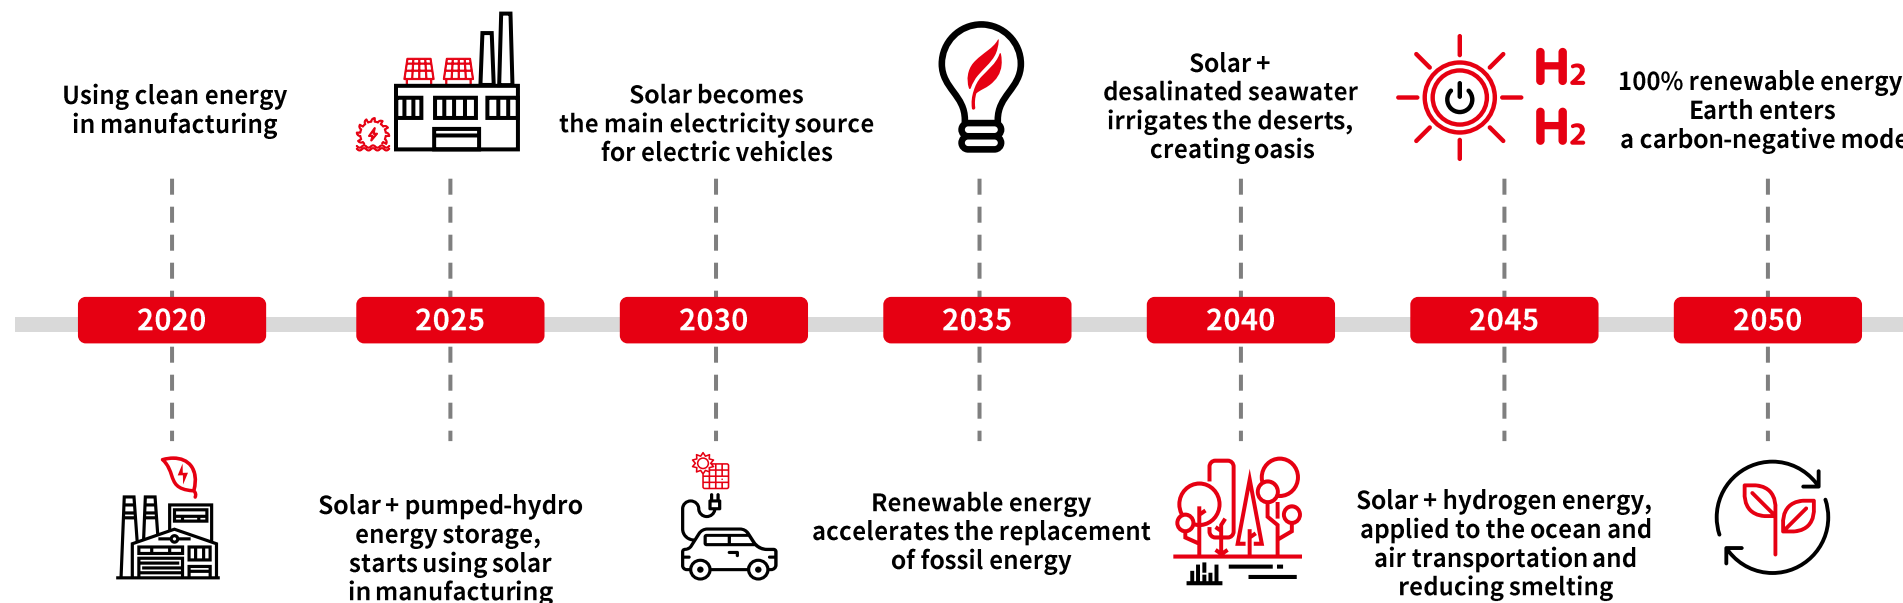 Using clean energy
in manufacturing
2020
2025
Solar + pumped-hydro
energy storage,
starts using solar
in manufacturing
Solar becomes
the main electricity source
for electric vehicles
2030
2035
Renewable energy
accelerates the replacement
of fossil energy
Solar +
desalinated seawater
irrigates the deserts,
creating oasis
2040
H2
H2
2045
Solar + hydrogen energy,
applied to the ocean and
air transportation and
reducing smelting
100% renewable energy
Earth enters
a carbon-negative mode
2050